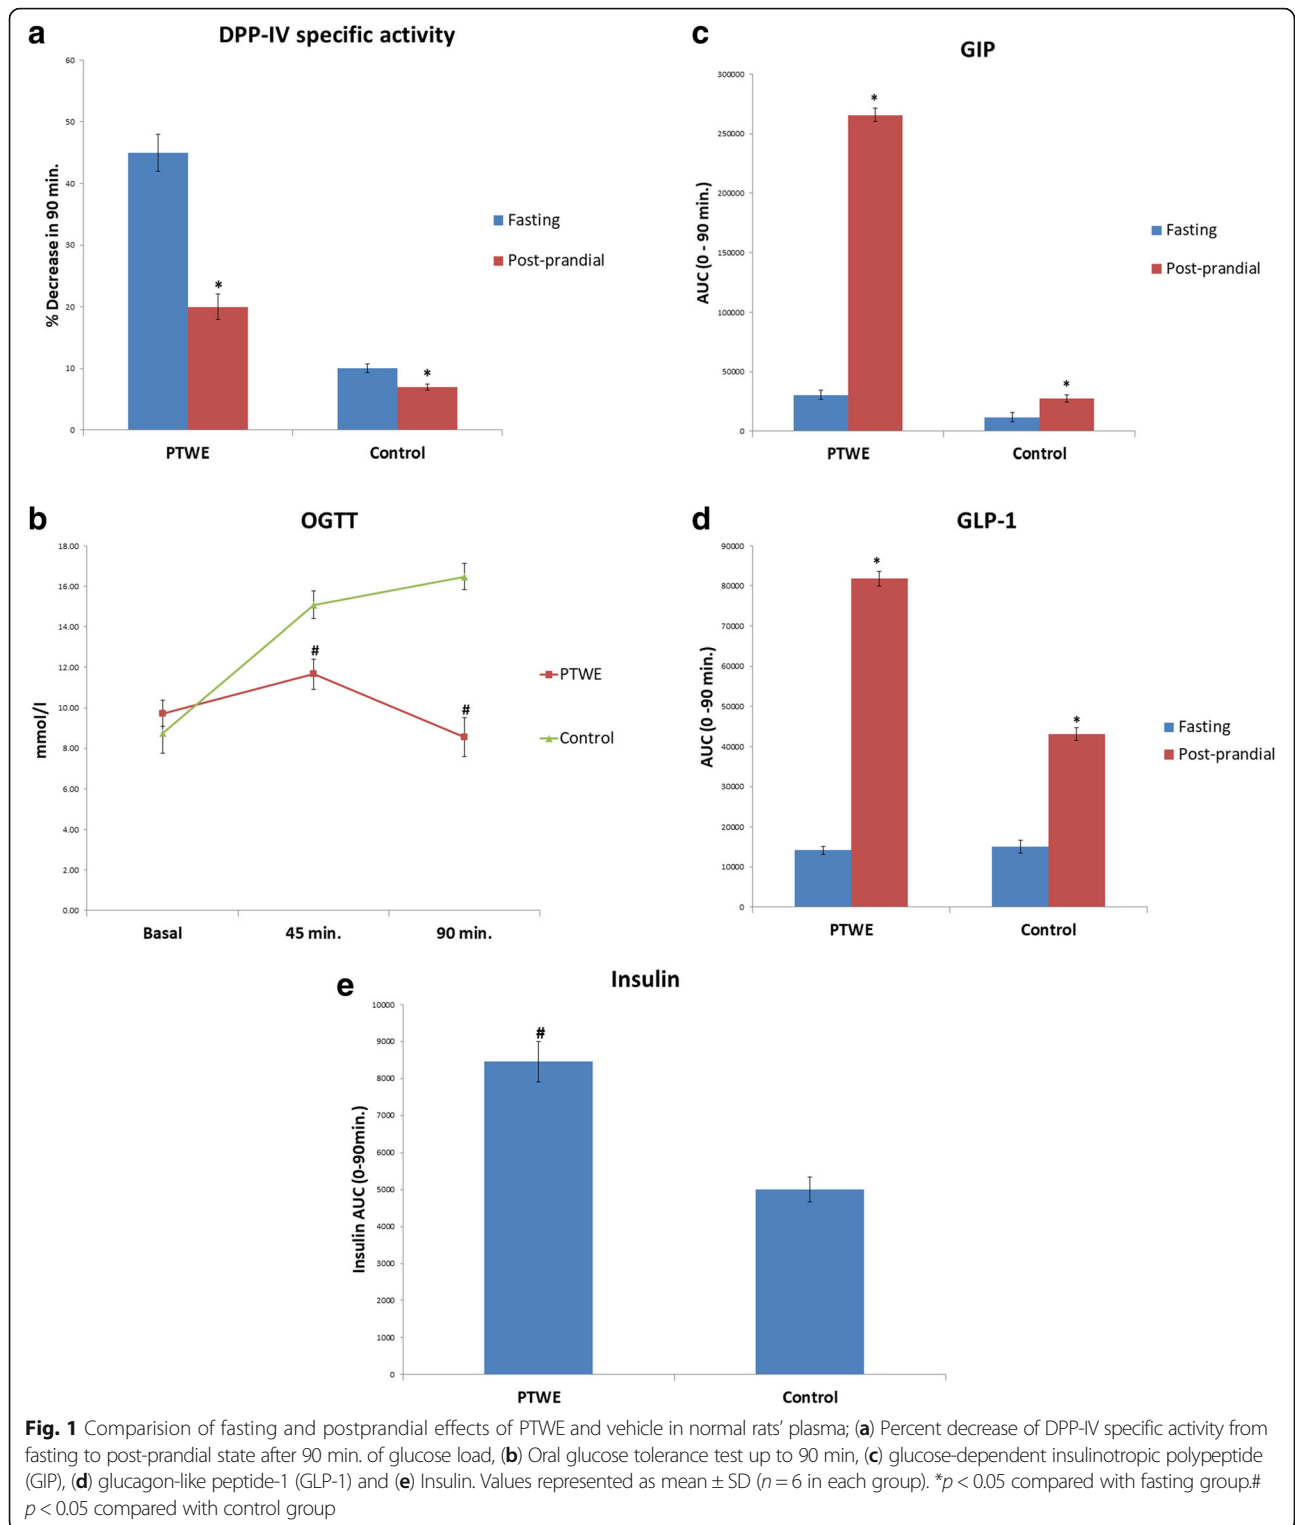 a
DPP-IV specific activity
60
50
40
30
20
10
0
% Decrease in 90 min.
*
*
PTWE
Control
Fasting
Post-prandial
c
GIP
300000
250000
200000
150000
100000
50000
0
AUC (0 - 90 min.)
*
*
PTWE
Control
Fasting
Post-prandial
b
OGTT
18.00
16.00
14.00
12.00
10.00
8.00
6.00
4.00
2.00
0.00
mmol/l
#
#
Basal
45 min.
90 min.
PTWE
Control
d
GLP-1
90000
80000
70000
60000
50000
40000
30000
20000
10000
0
AUC (0 -90 min.)
*
*
PTWE
Control
Fasting
Post-prandial
e
Insulin
10000
9000
8000
7000
6000
5000
4000
3000
2000
1000
0
Insulin AUC (0-90min.)
#
PTWE
Control
Fig. 1 Comparision of fasting and postprandial effects of PTWE and vehicle in normal rats' plasma; (a) Percent decrease of DPP-IV specific activity from
fasting to post-prandial state after 90 min. of glucose load, (b) Oral glucose tolerance test up to 90 min, (c) glucose-dependent insulinotropic polypeptide
(GIP), (d) glucagon-like peptide-1 (GLP-1) and (e) Insulin. Values represented as mean ± SD (n = 6 in each group). *p < 0.05 compared with fasting group.#
p < 0.05 compared with control group